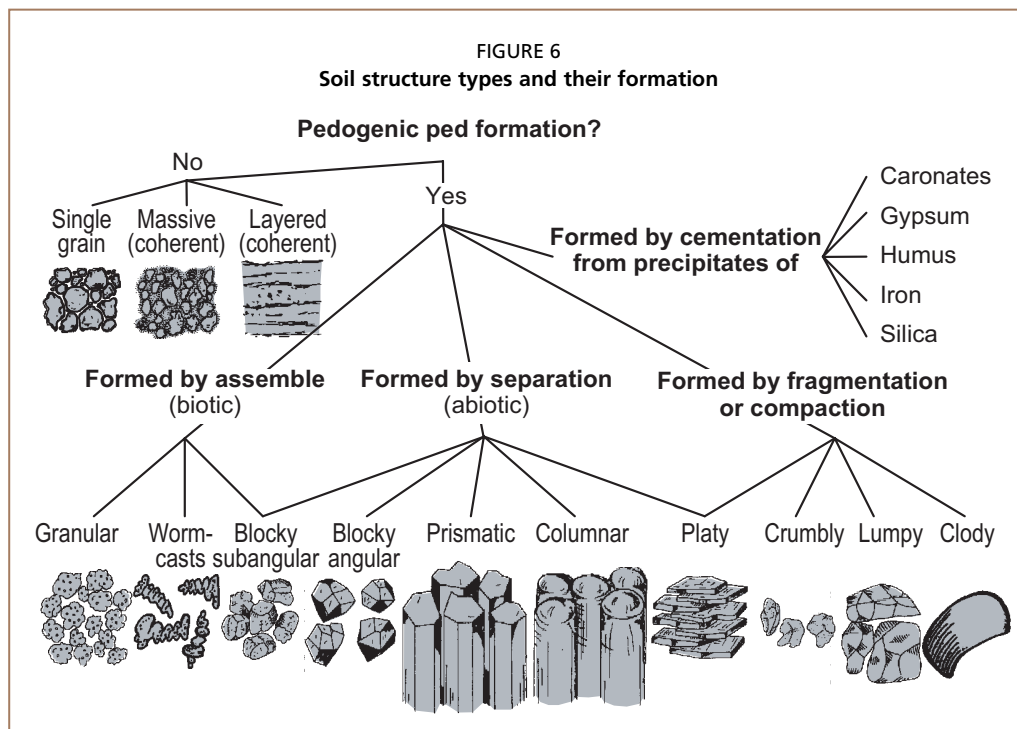 FIGURE 6
Soil structure types and their formation
Pedogenic ped formation?
No
Yes
Single
grain
Massive
(coherent)
Layered
(coherent)
Formed by cementation
from precipitates of
Caronates
Gypsum
Humus
Iron
Silica
Formed by assemble
(biotic)
Formed by separation
(abiotic)
Formed by fragmentation
or compaction
Granular
Worm-
casts
Blocky
subangular
Blocky
angular
Prismatic
Columnar
Platy
Crumbly
Lumpy
Clody